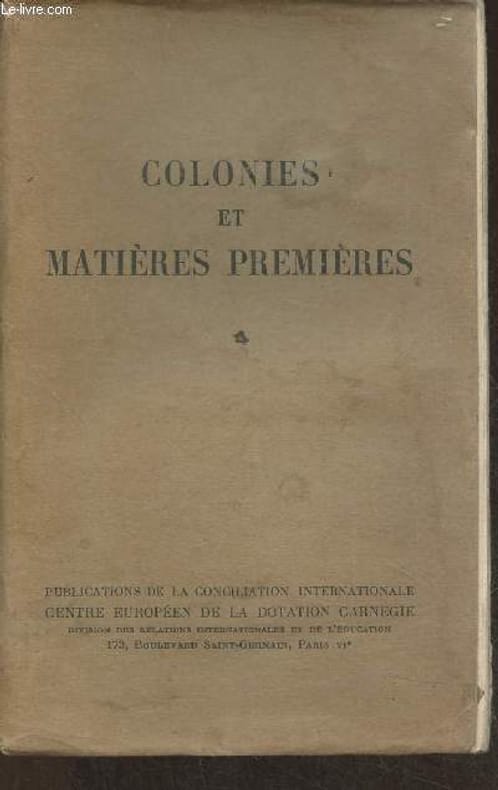 Le-livre.com
COLONIES
ET
MATIÈRES PREMIÈRES
PUBLICATIONS DE LA CONCILIATION INTERNATIONALE
CENTRE EUROPÉEN DE LA DOTATION CARNEGIE
DIVISION DES RELATIONS INTERNATIONALES ET DE L'ÉDUCATION
173, BOULEVARD SAINT-GERMAIN, PARIS VIe